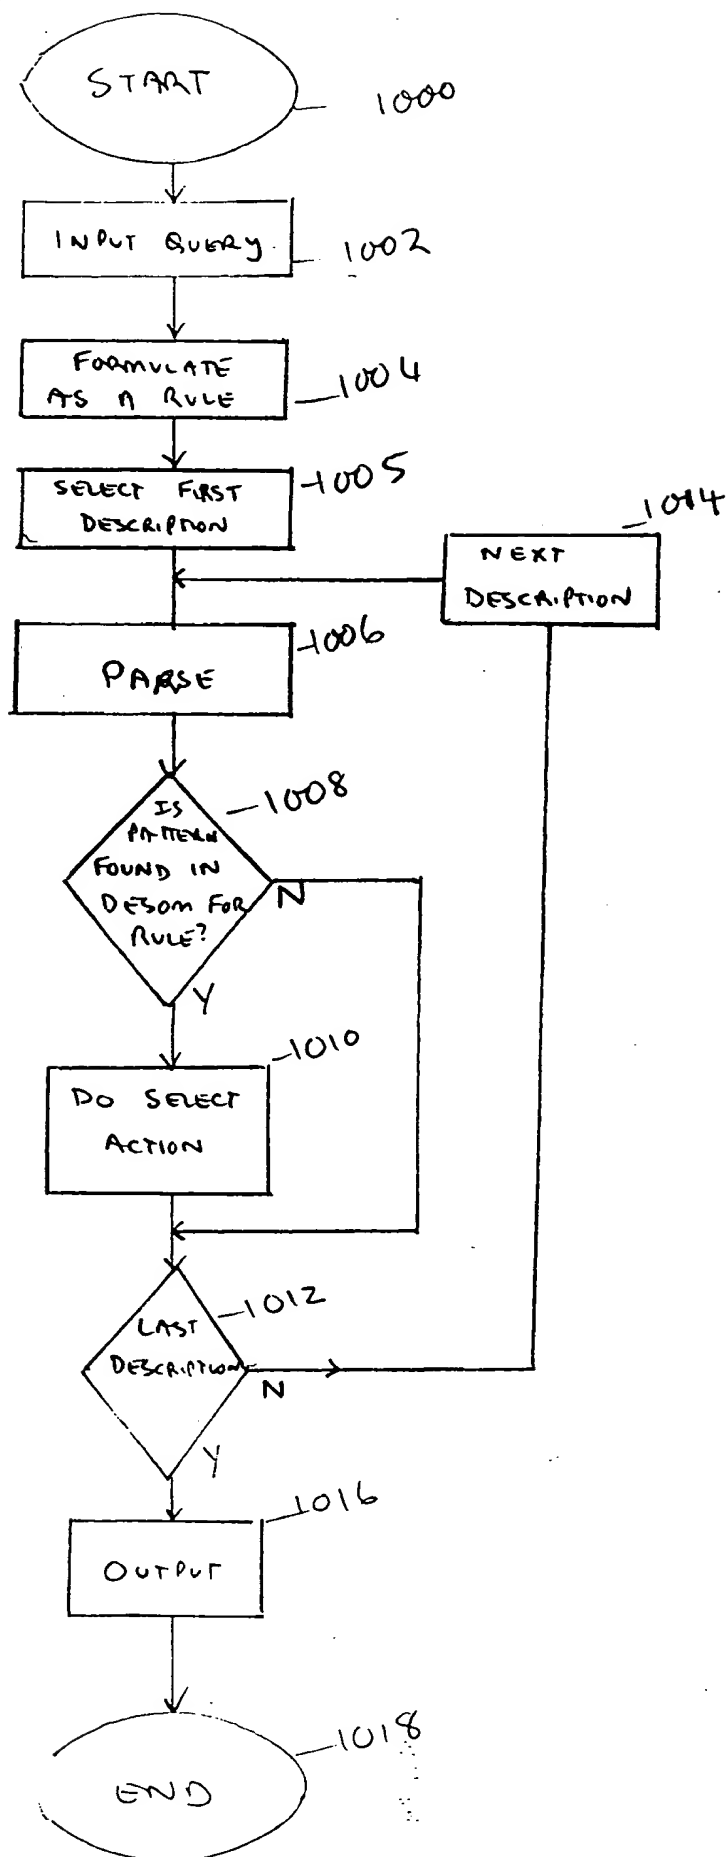 START
1000
INPUT QUERY
1002
FORMULATE
AS A RULE
1004
SELECT FIRST
DESCRIPTION
1005
NEXT
DESCRIPTION
1014
PARSE
1006
IS
PATTERN
FOUND IN
FOR
RULE?
1008
N
Y
DO SELECT
ACTION
1010
LAST
DESCRIPTION
1012
N
Y
OUTPUT
1016
END
1018